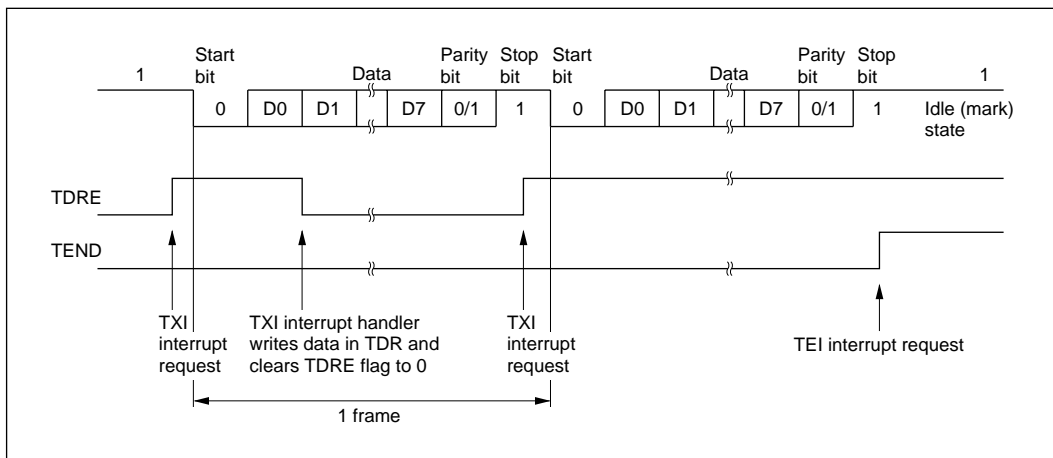 1
Start
bit
Data
Parity
bit
Stop
bit
Start
bit
Data
Parity
bit
Stop
bit
1
0
D0
D1
D7
0/1
1
0
D0
D1
D7
0/1
1
Idle (mark)
state
TDRE
TEND
TXI
interrupt
request
TXI interrupt handler
writes data in TDR and
clears TDRE flag to 0
TXI
interrupt
request
TEI interrupt request
1 frame